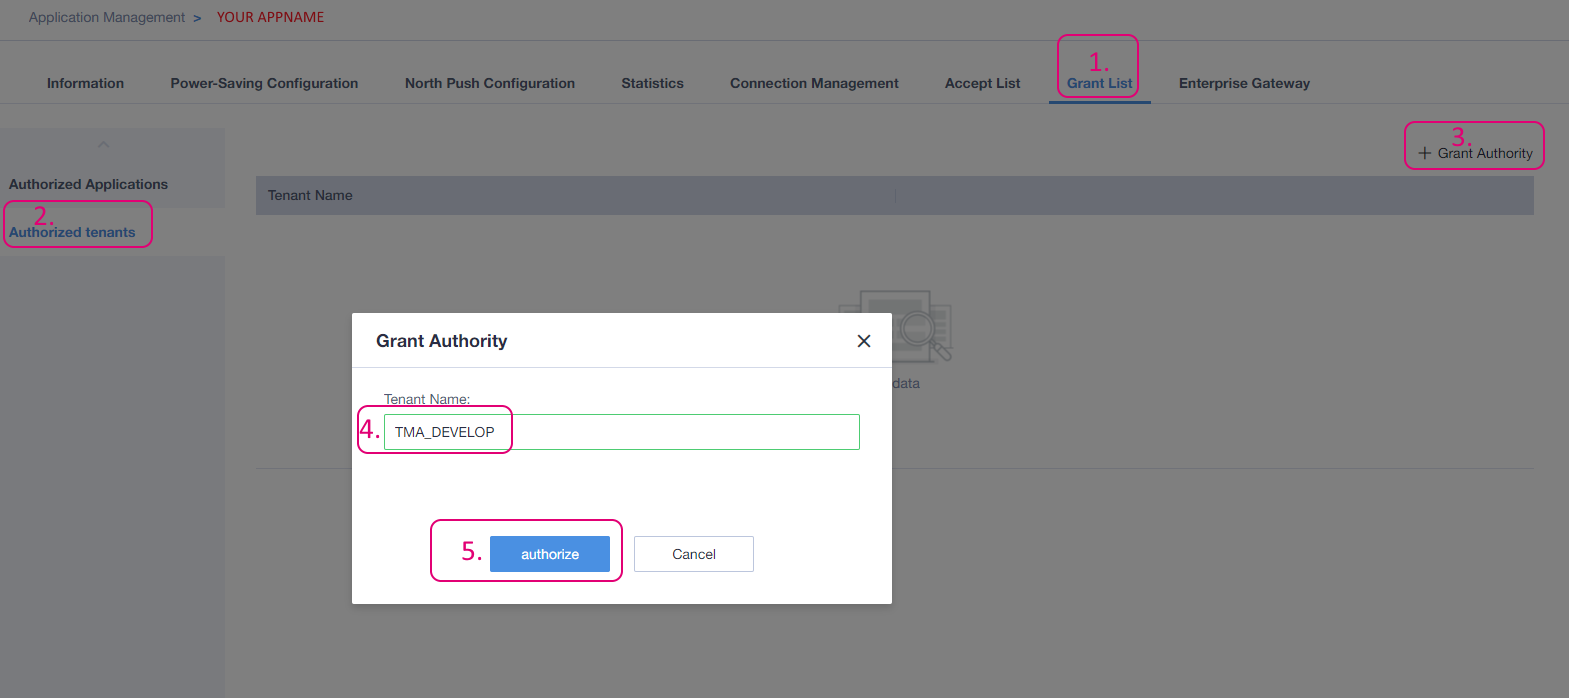 Application Management > YOUR APPNAME
1.
Information Power-Saving Configuration North Push Configuration Statistics Connection Management Accept List Grant List Enterprise Gateway
3.
+ Grant Authority
Authorized Applications
Tenant Name
2.
Authorized tenants
data
Grant Authority
Tenant Name:
4. TMA_DEVELOP
5. authorize Cancel